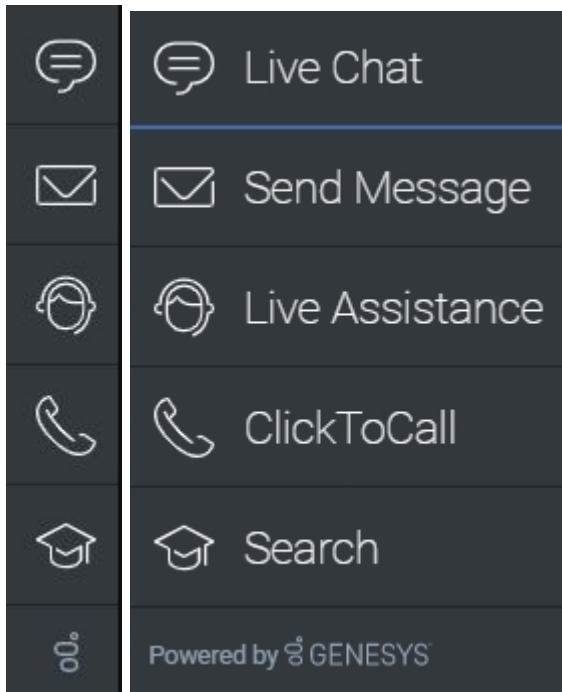 Live Chat
Send Message
Live Assistance
ClickToCall
Search
Powered by GENESYS